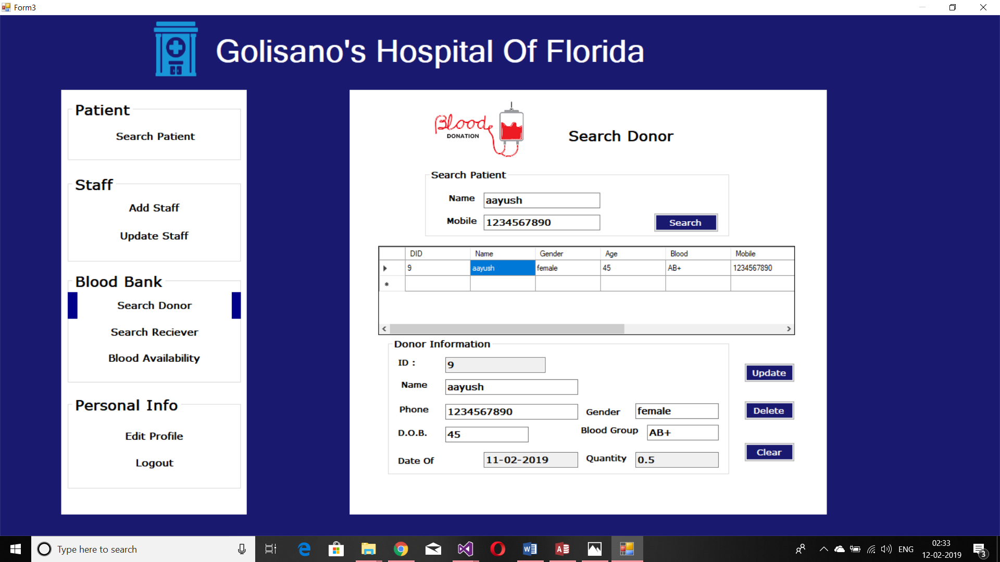 Form3
Golisano's Hospital Of Florida
Patient
Search Patient
Staff
Add Staff
Update Staff
Blood Bank
Search Donor
Search Reciever
Blood Availability
Personal Info
Edit Profile
Logout
Blood
DONATION
Search Donor
Search Patient
Name aayush
Mobile 1234567890
Search
DID Name Gender Age Blood Mobile
9 aayush female 45 AB+ 1234567890
Donor Information
ID : 9
Name aayush
Phone 1234567890 Gender female
D.O.B. 45 Blood Group AB+
Date Of 11-02-2019 Quantity 0.5
Update
Delete
Clear
Type here to search
ENG
02:33
12-02-2019
3